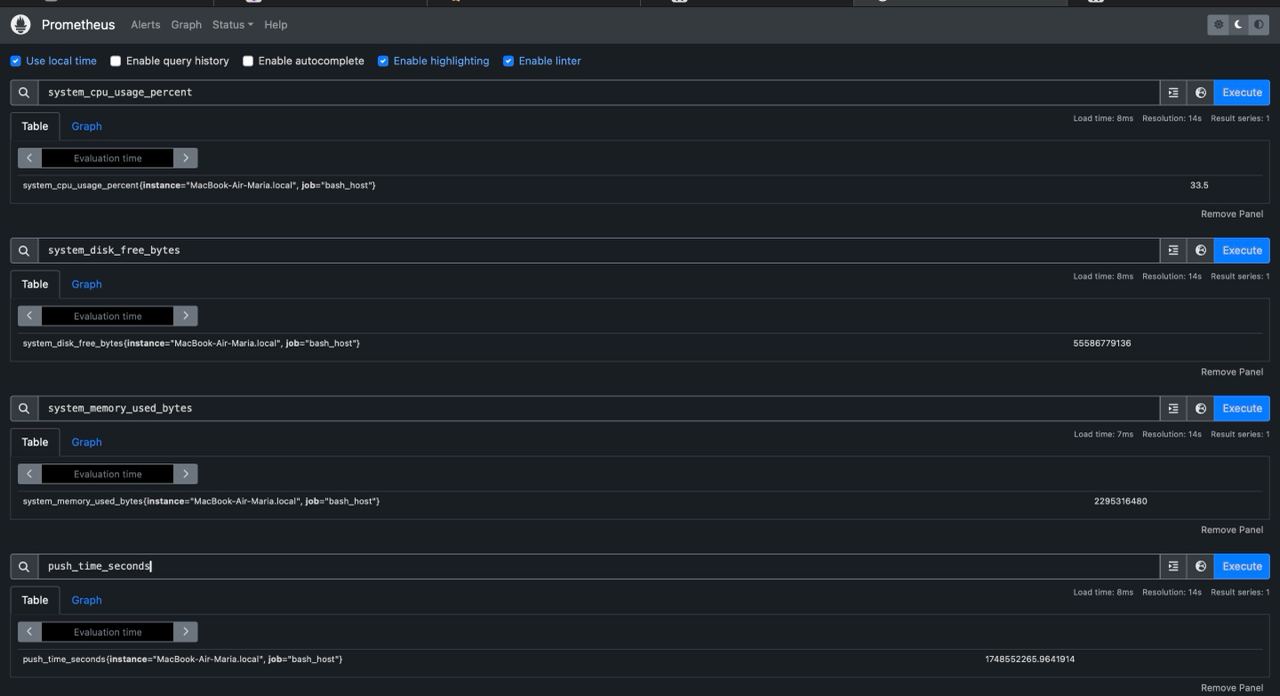 Prometheus Alerts Graph Status Help
Use local time Enable query history Enable autocomplete Enable highlighting Enable linter
system_cpu_usage_percent Execute
Table Graph Load time: 8ms Resolution: 14s Result series: 1
< Evaluation time >
system_cpu_usage_percent{instance="MacBook-Air-Maria.local", job="bash_host"} 33.5
Remove Panel
system_disk_free_bytes Execute
Table Graph Load time: 8ms Resolution: 14s Result series: 1
< Evaluation time >
system_disk_free_bytes{instance="MacBook-Air-Maria.local", job="bash_host"} 55586779136
Remove Panel
system_memory_used_bytes Execute
Table Graph Load time: 7ms Resolution: 14s Result series: 1
< Evaluation time >
system_memory_used_bytes{instance="MacBook-Air-Maria.local", job="bash_host"} 2295316480
Remove Panel
push_time_seconds Execute
Table Graph Load time: 8ms Resolution: 14s Result series: 1
< Evaluation time >
push_time_seconds{instance="MacBook-Air-Maria.local", job="bash_host"} 1748552265.9641914
Remove Panel